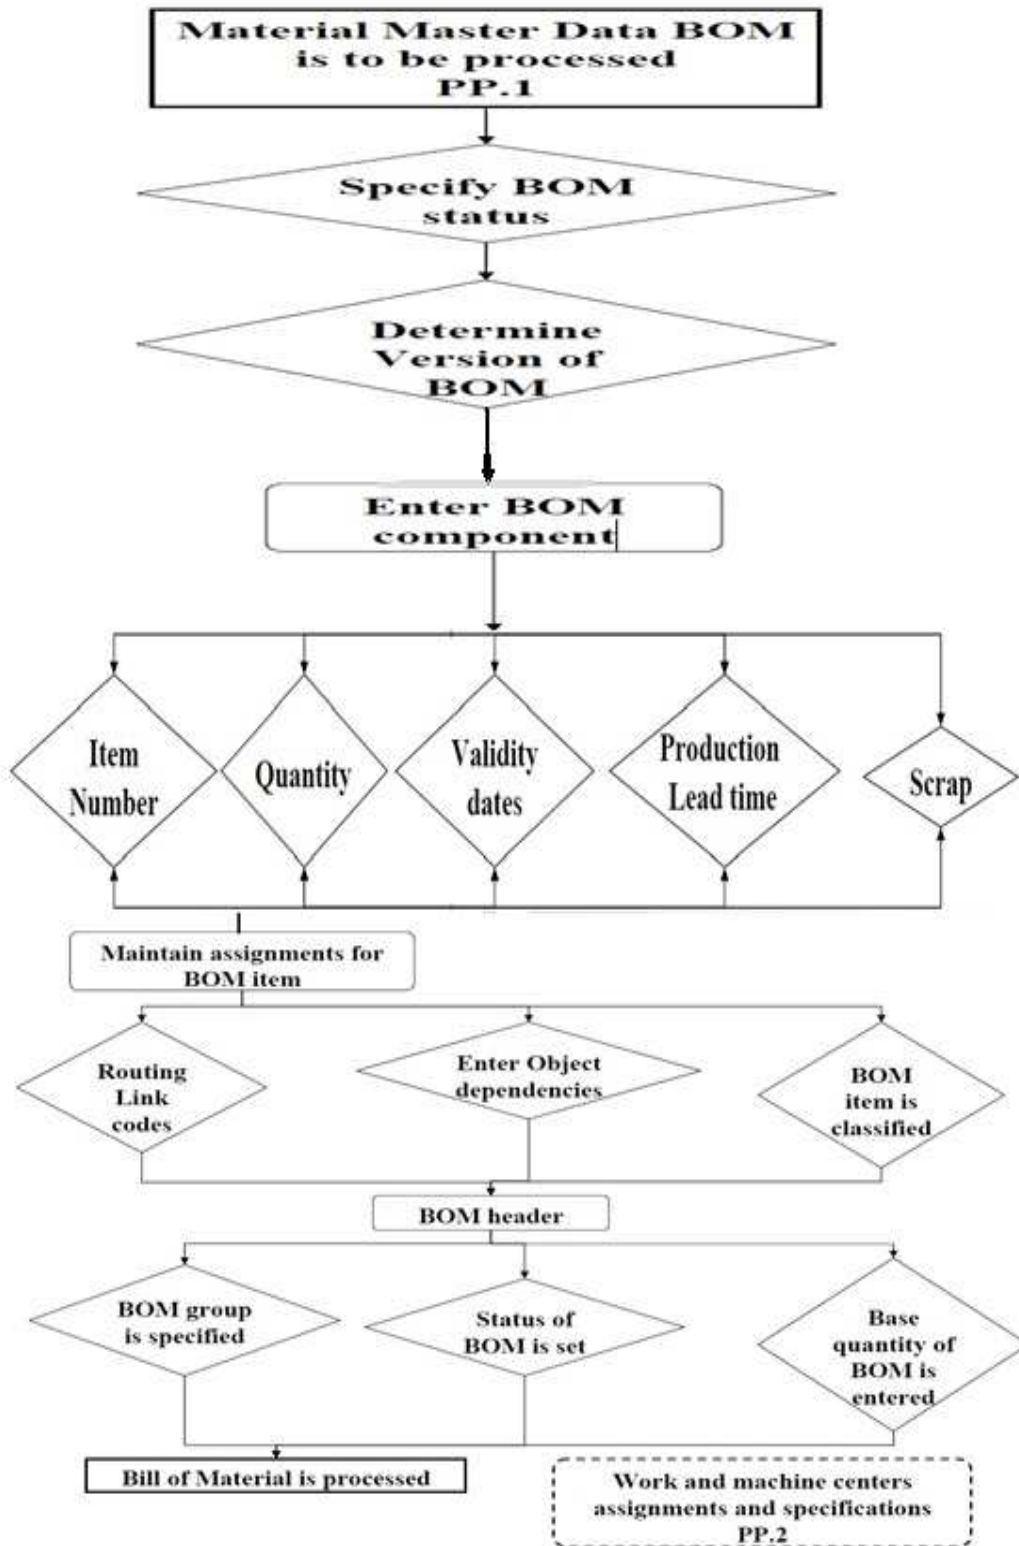 Material Master Data BOM
is to be processed
PP.1
Specify BOM
status
Determine
Version of
BOM
Enter BOM
component
Item
Number
Quantity
Validity
dates
Production
Lead time
Scrap
Maintain assignments for
BOM item
Routing
Link
codes
Enter Object
dependencies
BOM
item is
classified
BOM header
BOM group
is specified
Status of
BOM is set
Base
quantity of
BOM is
entered
Bill of Material is processed
Work and machine centers
assignments and specifications
PP.2